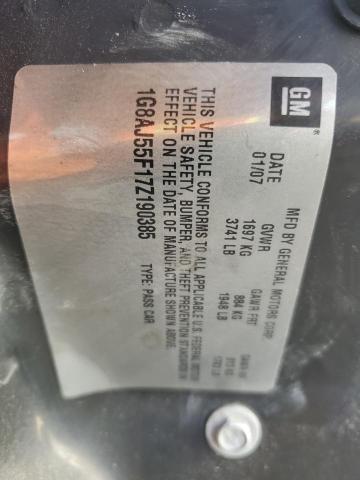 GM ®
MFD BY GENERAL MOTORS CORP
DATE GVWR GAWR FRT GAWR RR
01/07 1697 KG 884 KG
3741 LB 1948 LB
THIS VEHICLE CONFORMS TO ALL APPLICABLE U.S. FEDERAL MOTOR
VEHICLE SAFETY, BUMPER, AND THEFT PREVENTION STANDARDS IN
EFFECT ON THE DATE OF MANUFACTURE SHOWN ABOVE.
1G8AJ55F17Z190385 TYPE: PASS CAR